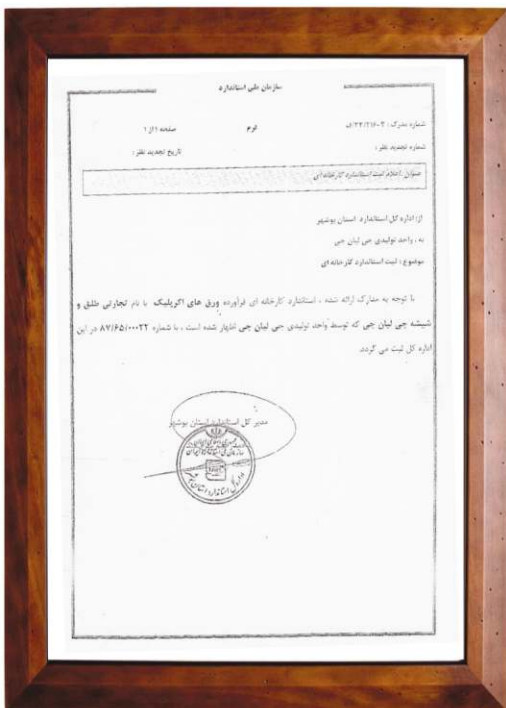 سازمان ملی استاندارد
شماره مدرک : ف/۳۲/۲۱۶-۳
فرم
صفحه ۱ از ۱
شماره تجدید نظر :
تاریخ تجدید نظر :
عنوان : اعلام ثبت استاندارد کارخانه ای
از: اداره کل استاندارد استان بوشهر
به : واحد تولیدی جی لیان جی
موضوع : ثبت استاندارد کارخانه ای
با توجه به مدارک ارائه شده ، استاندارد کارخانه ای فرآورده ورق های اکریلیک با نام تجارتی طلق و
شیشه جی لیان جی که توسط واحد تولیدی جی لیان جی اظهار شده است ، با شماره ۸۷/۶۵/۰۰۰۲۲ در این
اداره کل ثبت می گردد.
مدیر کل استاندارد استان بوشهر